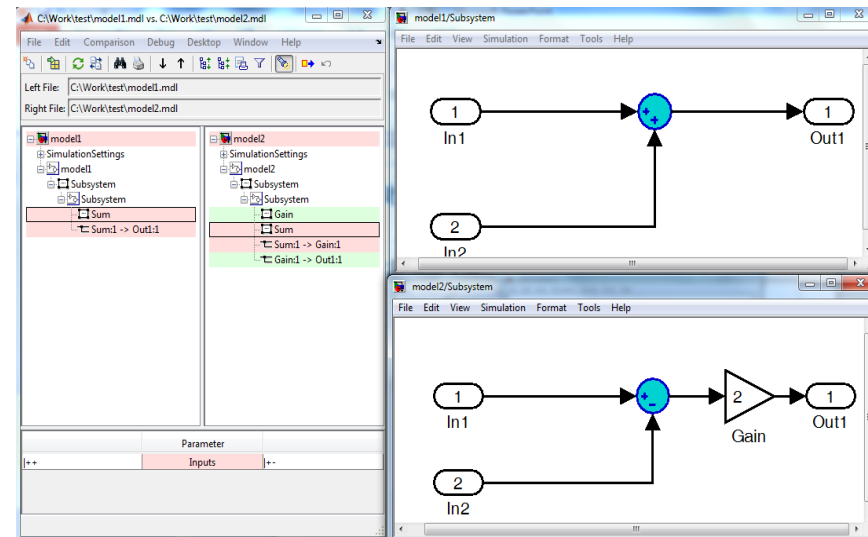 C:\Work\test\model1.mdl vs. C:\Work\test\model2.mdl
File Edit Comparison Debug Desktop Window Help
Left File: C:\Work\test\model1.mdl
Right File: C:\Work\test\model2.mdl
model1
SimulationSettings
model1
Subsystem
Subsystem
Sum
Sum:1 -> Out1:1
model2
SimulationSettings
model2
Subsystem
Subsystem
Gain
Sum
Sum:1 -> Gain:1
Gain:1 -> Out1:1
Parameter
|++ Inputs |+-
model1/Subsystem
File Edit View Simulation Format Tools Help
1
In1
+
+
1
Out1
2
In2
model2/Subsystem
File Edit View Simulation Format Tools Help
1
In1
+
-
2
Gain
1
Out1
2
In2